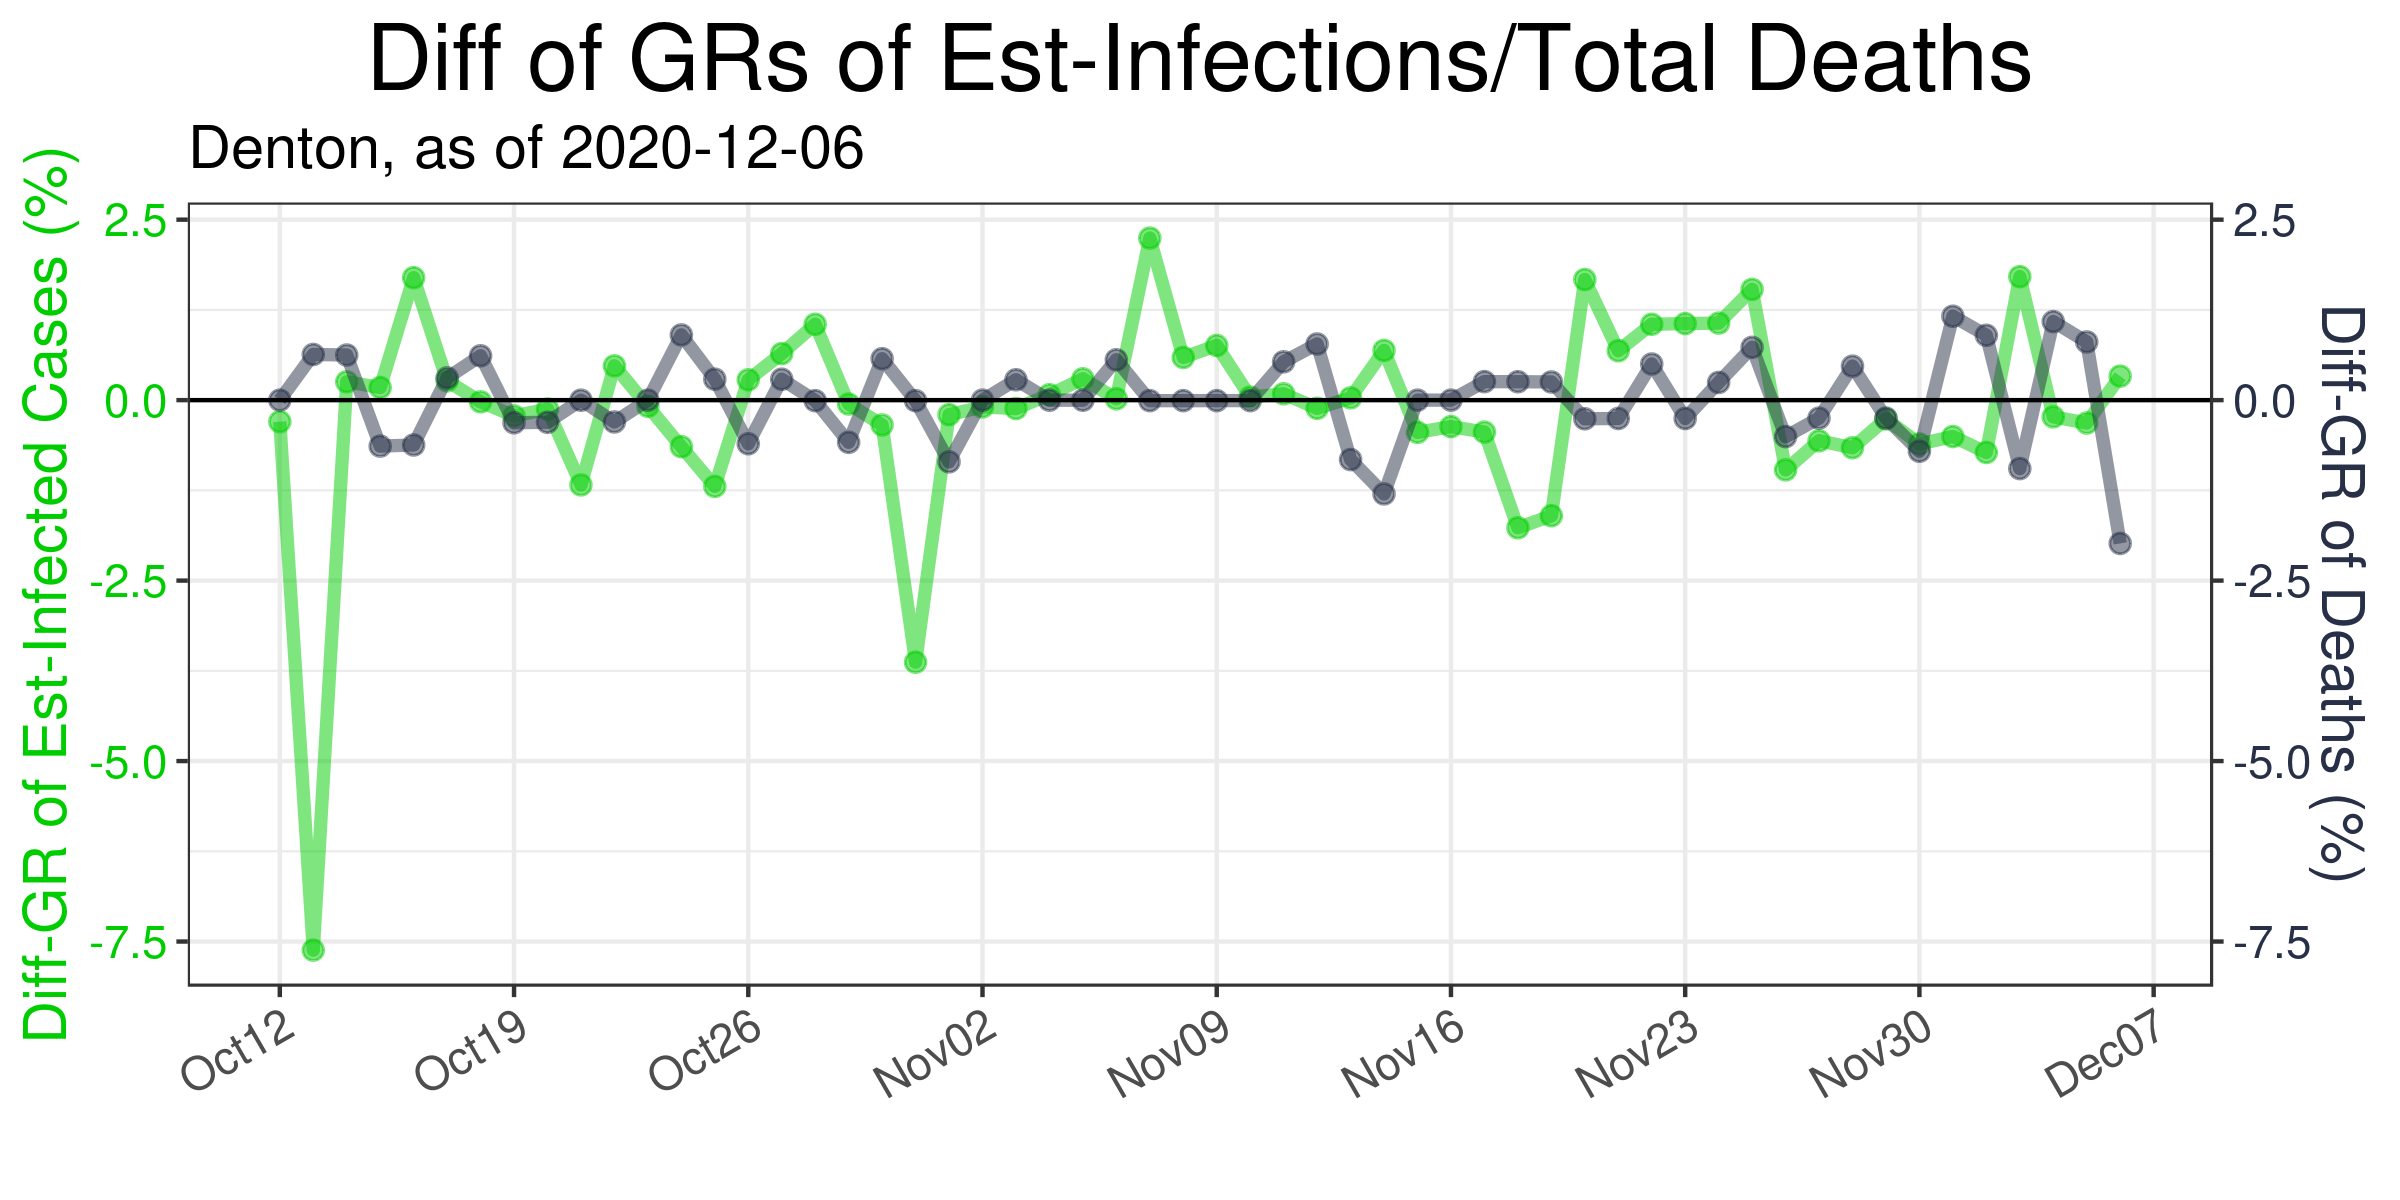 Diff of GRs of Est-Infections/Total Deaths
Denton, as of 2020-12-06
Diff-GR of Est-Infected Cases (%)
2.5
0.0
-2.5
-5.0
-7.5
2.5
0.0
-2.5
-5.0
-7.5
Diff-GR of Deaths (%)
Oct12
Oct19
Oct26
Nov02
Nov09
Nov16
Nov23
Nov30
Dec07